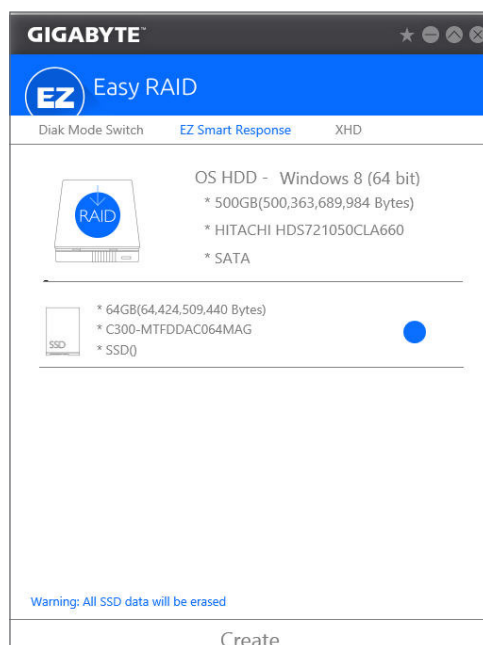 GIGABYTE™
EZ Easy RAID
Diak Mode Switch EZ Smart Response XHD
OS HDD - Windows 8 (64 bit)
* 500GB(500,363,689,984 Bytes)
RAID
* HITACHI HDS721050CLA660
* SATA
* 64GB(64,424,509,440 Bytes)
* C300-MTFDDAC064MAG
SSD
* SSD()
Warning: All SSD data will be erased
Create